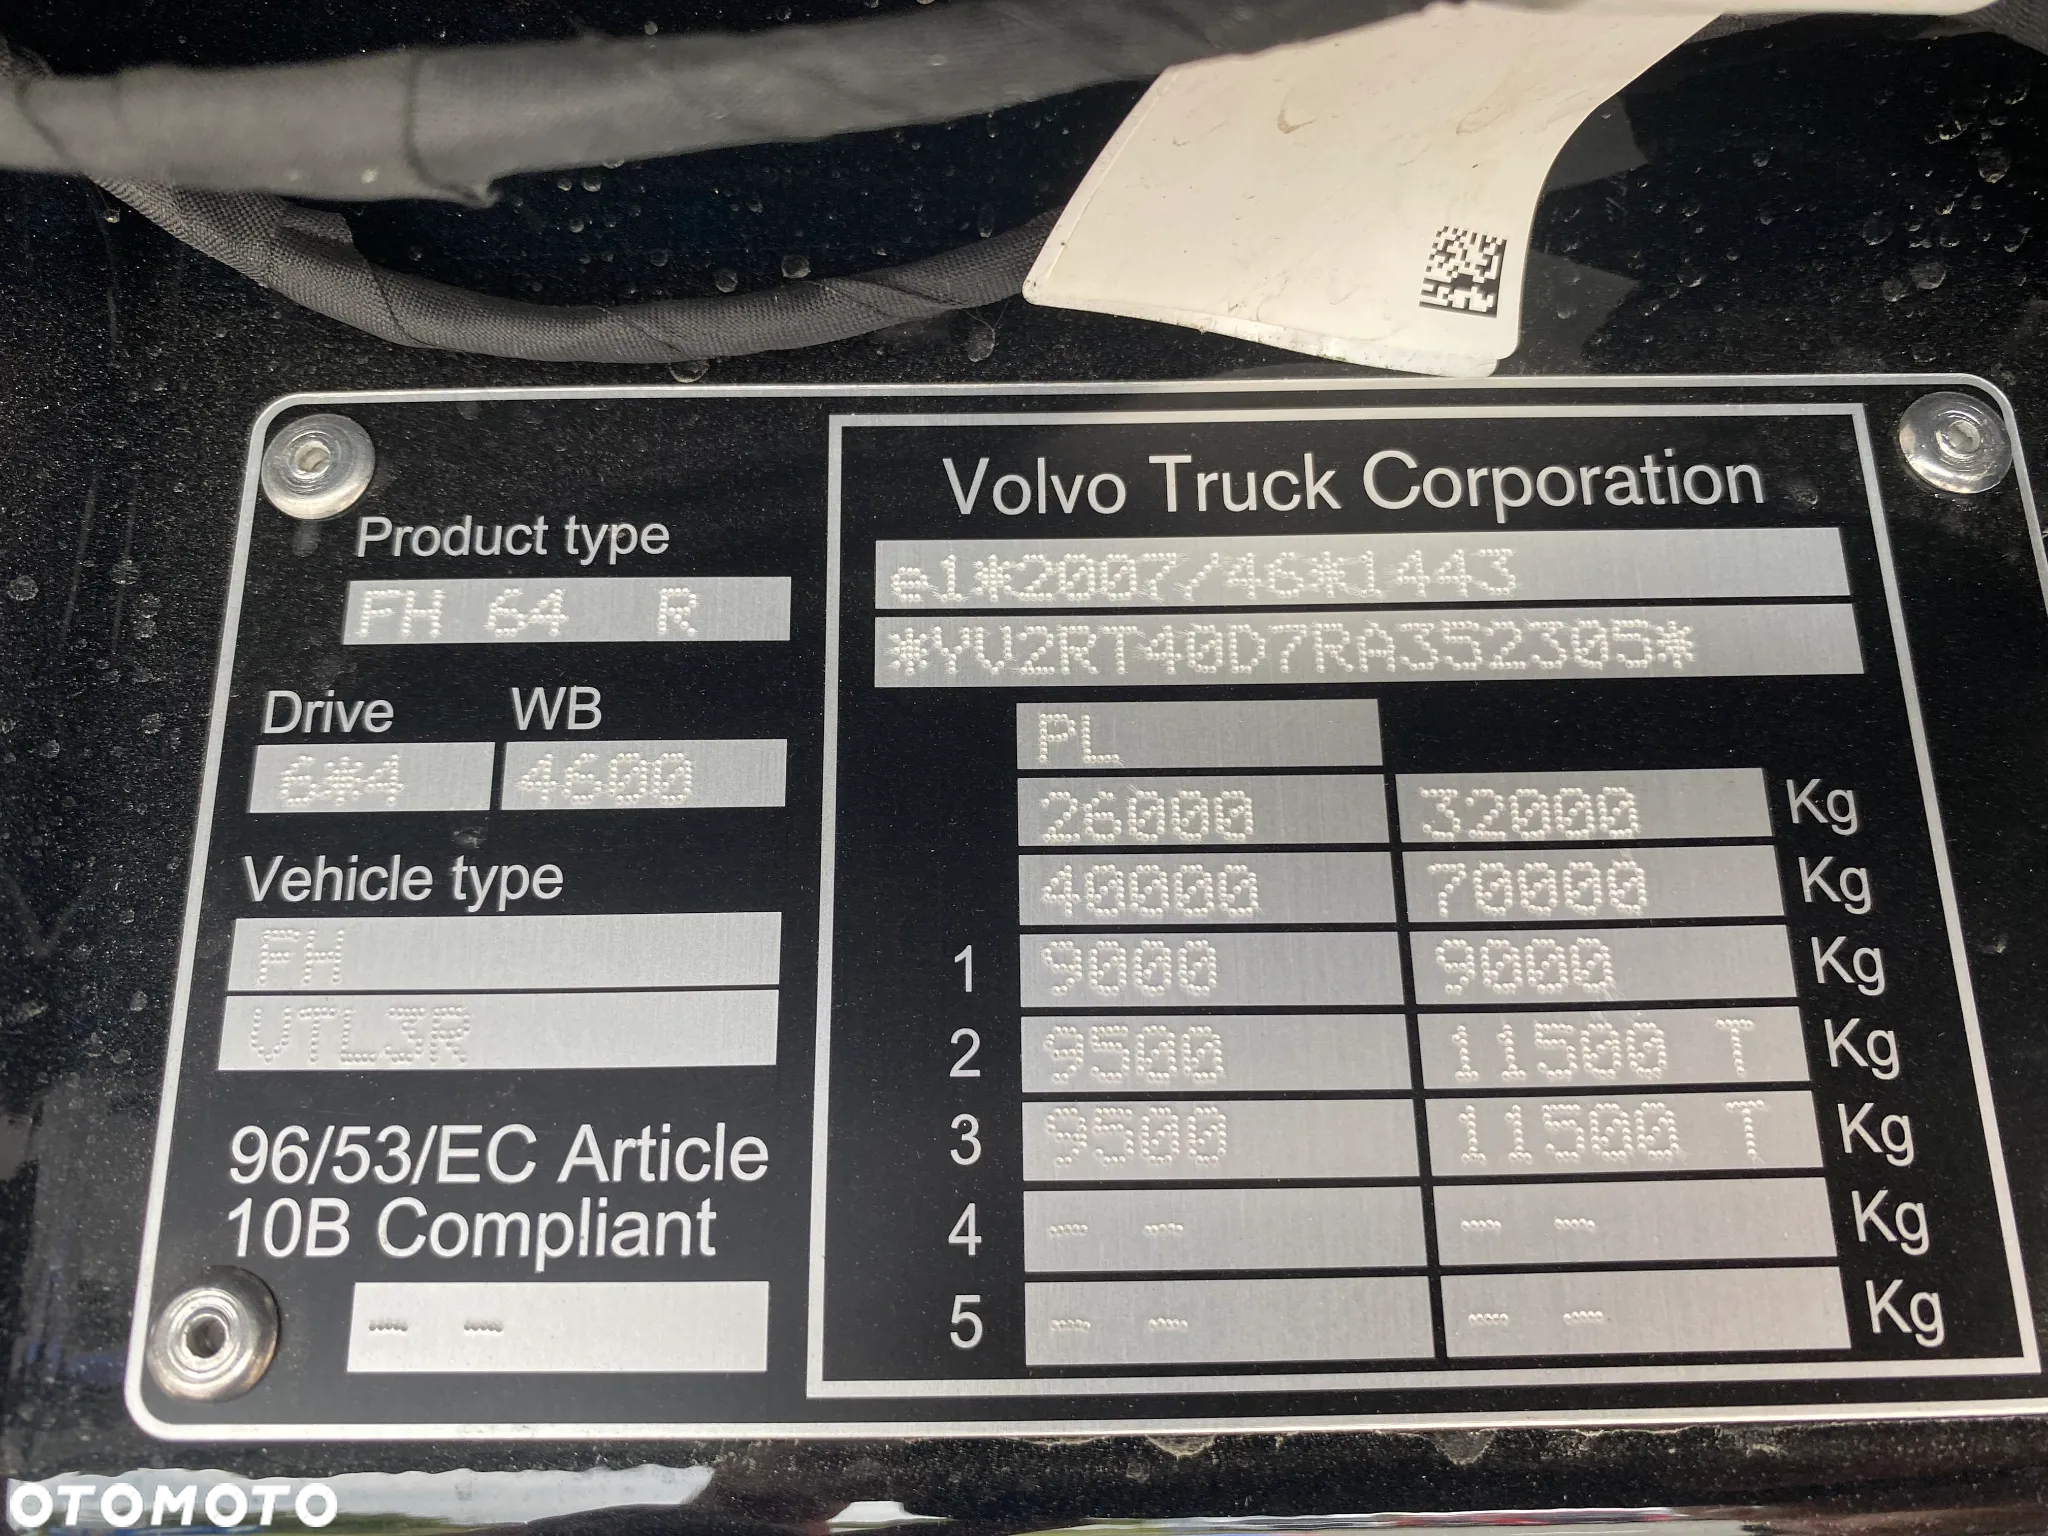 Product type
FH 64 R
Drive WB
6*4 4600
Vehicle type
FH
VTL3R
96/53/EC Article
10B Compliant
-- --
Volvo Truck Corporation
e1*2007/46*1443
*YV2RT40D7RA352305*
PL
26000 32000 Kg
40000 70000 Kg
1 9000 9000 Kg
2 9500 11500 T Kg
3 9500 11500 T Kg
4 -- -- -- -- Kg
5 -- -- -- -- Kg
OTOMOTO